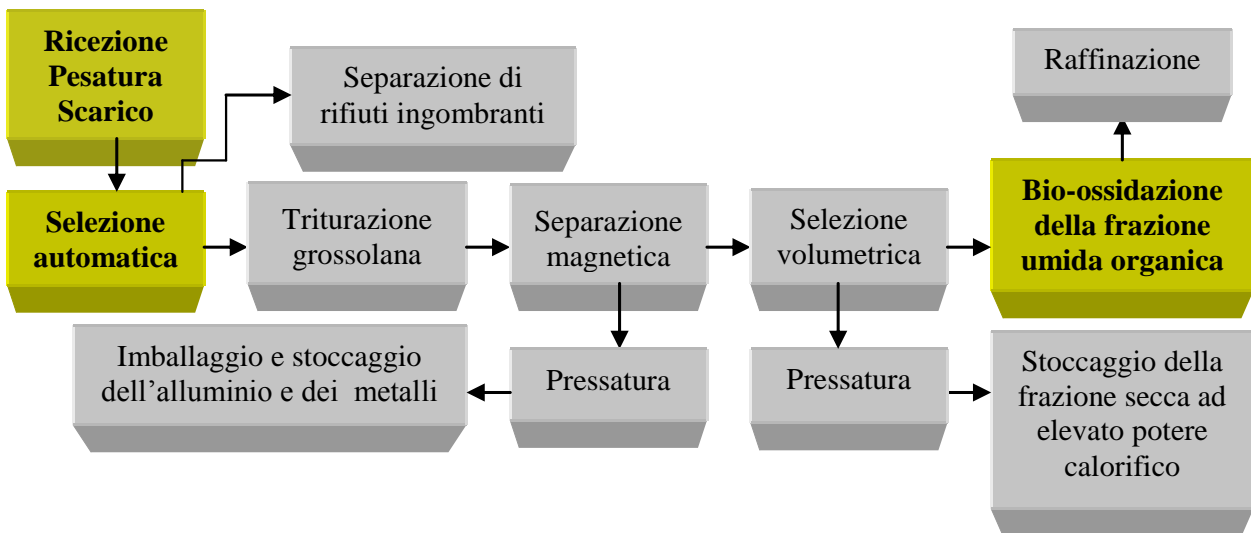 Ricezione
Pesatura
Scarico
Separazione di
rifiuti ingombranti
Raffinazione
Selezione
automatica
Triturazione
grossolana
Separazione
magnetica
Selezione
volumetrica
Bio-ossidazione
della frazione
umida organica
Imballaggio e stoccaggio
dell’alluminio e dei metalli
Pressatura
Pressatura
Stoccaggio della
frazione secca ad
elevato potere
calorifico